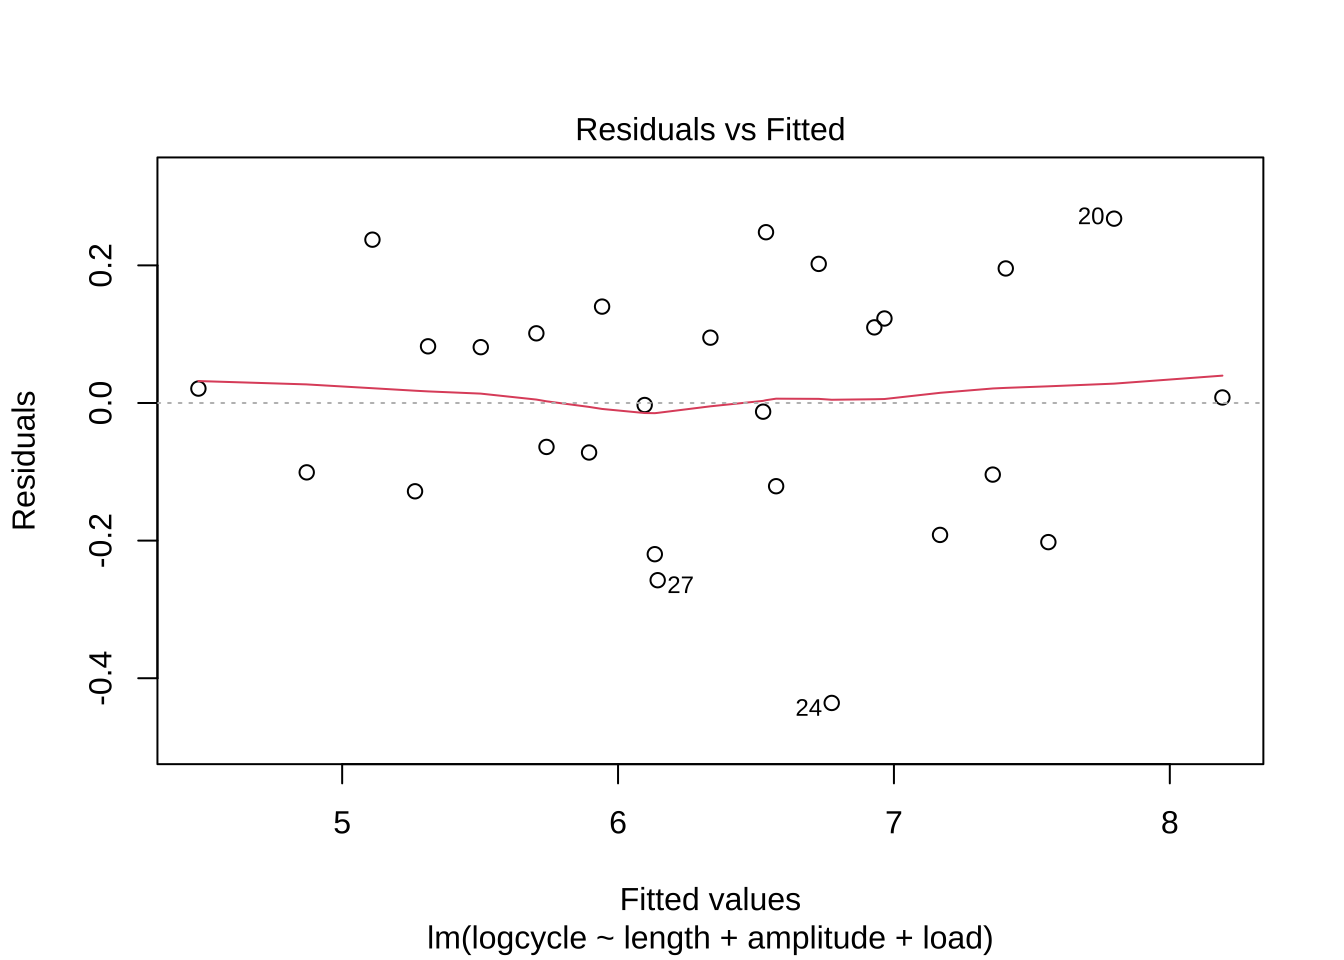 Residuals vs Fitted
20
0.2
0.0
-0.2
-0.4
Residuals
27
24
5 6 7 8
Fitted values
lm(logcycle ~ length + amplitude + load)